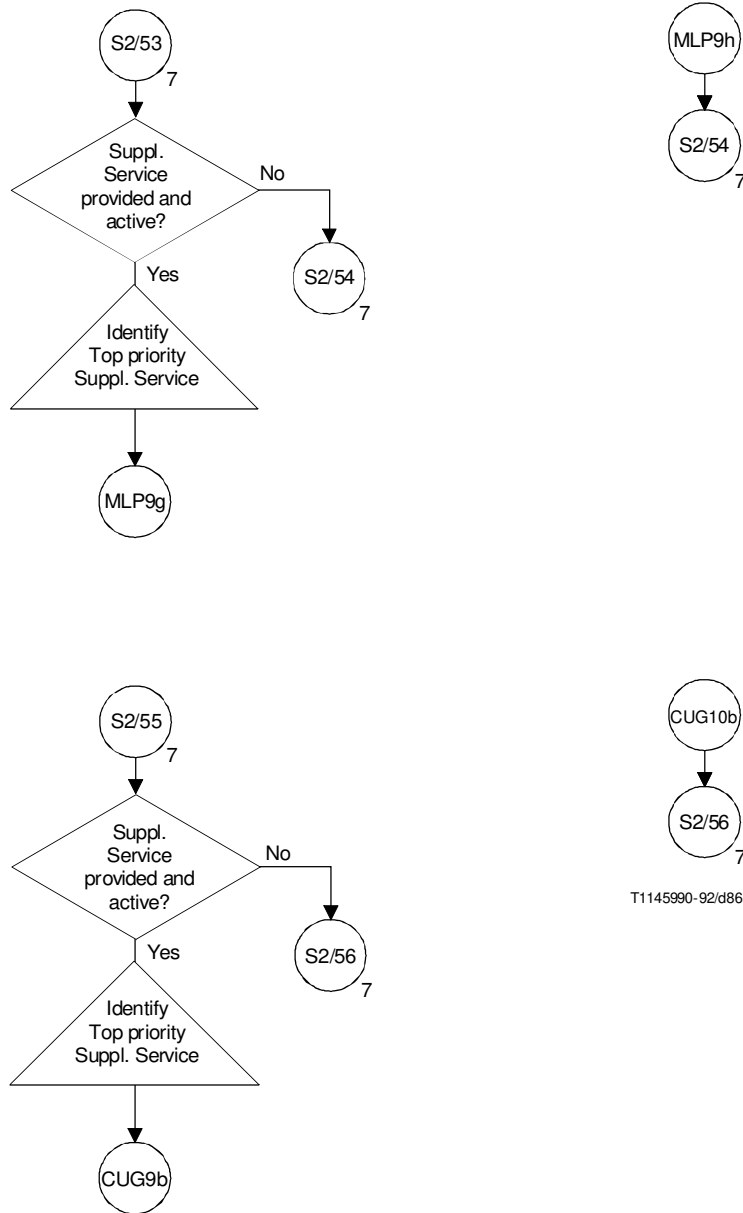 S2/53
7
Suppl.
Service
provided and
active?
No
S2/54
7
Yes
Identify
Top priority
Suppl. Service
MLP9g
MLP9h
S2/54
7
S2/55
7
Suppl.
Service
provided and
active?
No
S2/56
7
Yes
Identify
Top priority
Suppl. Service
CUG9b
CUG10b
S2/56
7
T1145990-92/d86